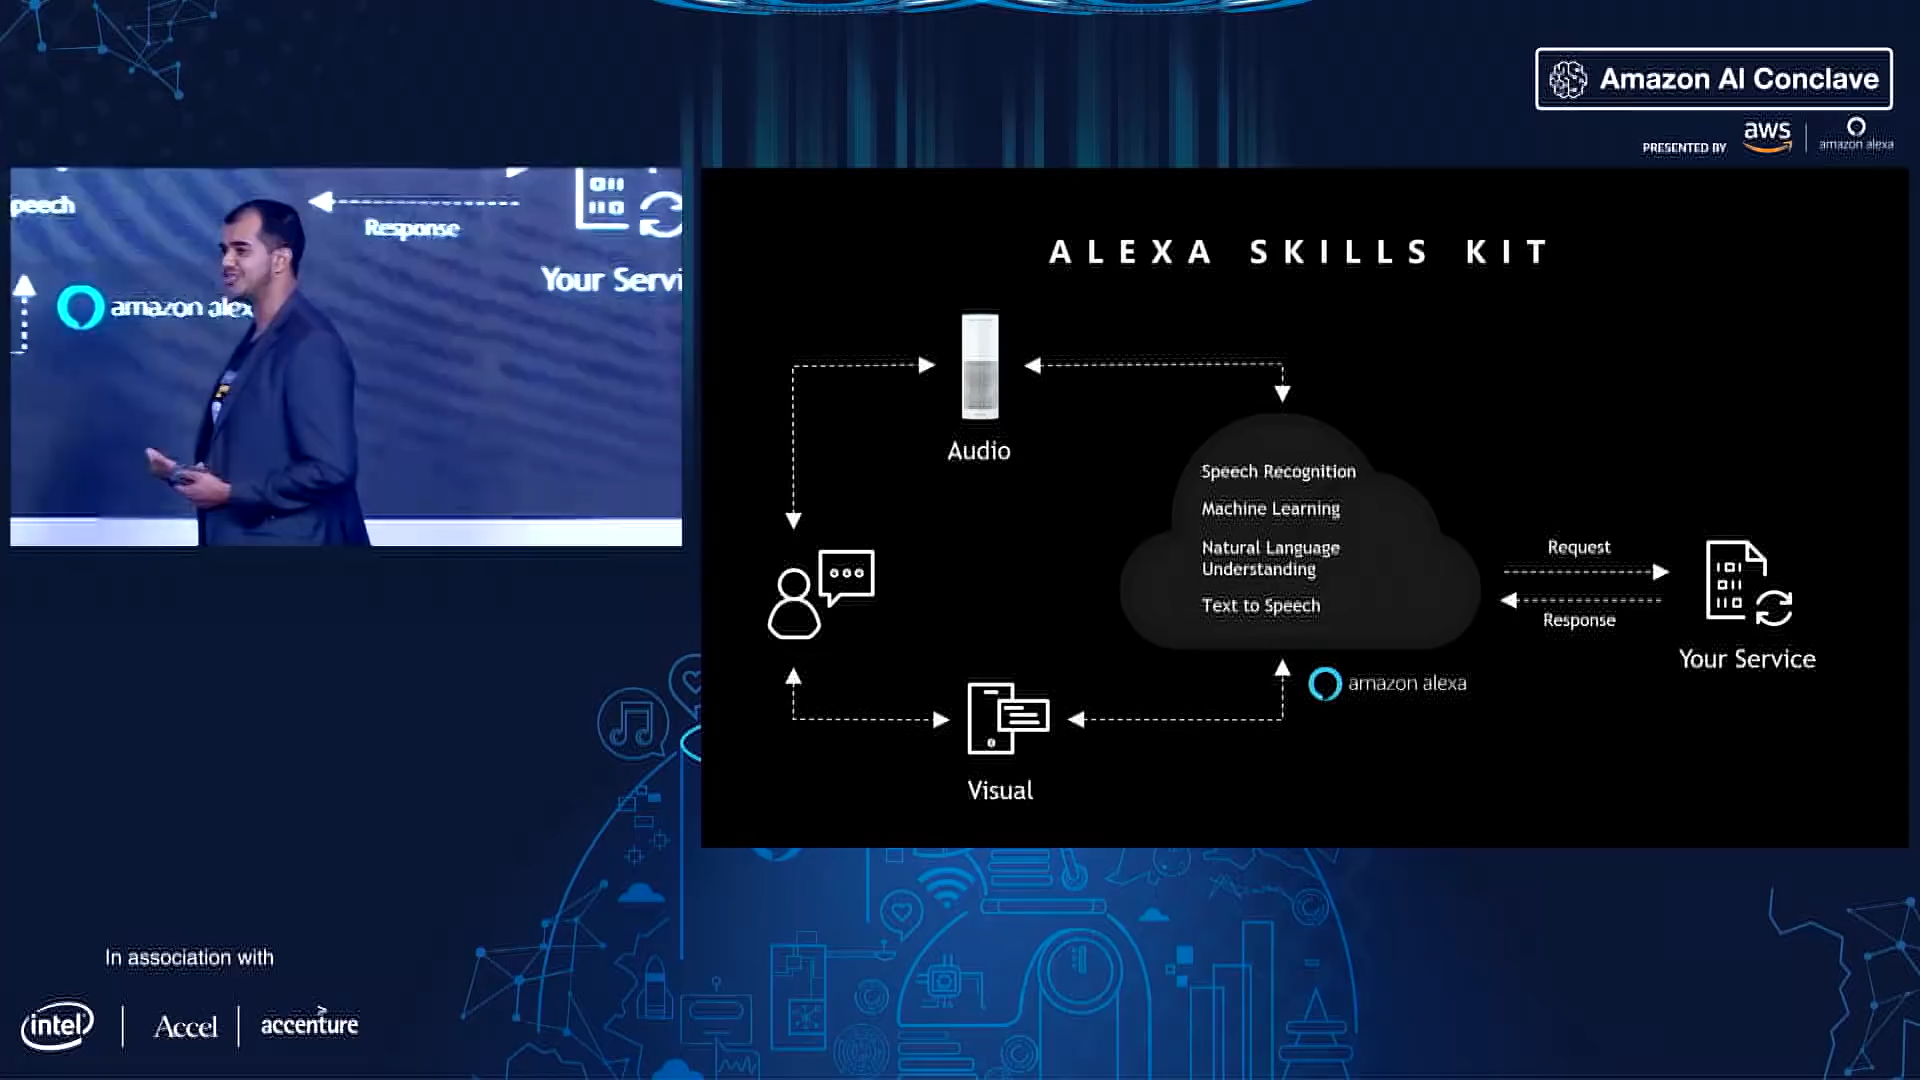 Amazon AI Conclave
PRESENTED BY
aws
amazon alexa
peech
Response
Your Servi
amazon alex
ALEXA SKILLS KIT
Audio
Speech Recognition
Machine Learning
Natural Language
Understanding
Text to Speech
Request
Response
Your Service
amazon alexa
Visual
In association with
intel
Accel
accenture